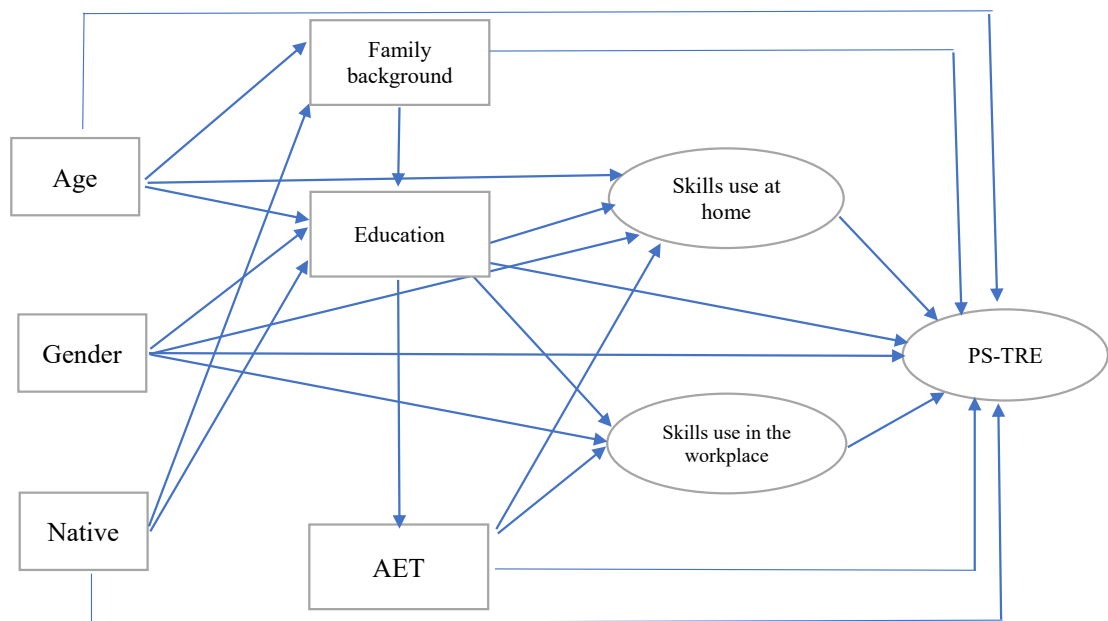 Family
background
Age
Skills use at
home
Education
Gender
PS-TRE
Skills use in the
workplace
Native
AET